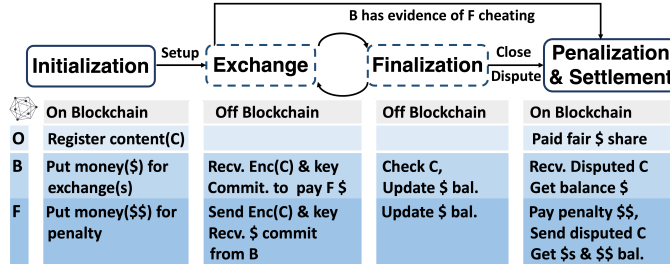 B has evidence of F cheating
Initialization
Setup
Exchange
Finalization
Close
Dispute
Penalization
& Settlement
On Blockchain
Off Blockchain
Off Blockchain
On Blockchain
O
Register content(C)
Paid fair $ share
B
Put money($) for
exchange(s)
Recv. Enc(C) & key
Commit. to pay F $
Check C,
Update $ bal.
Recv. Disputed C
Get balance $
F
Put money($$) for
penalty
Send Enc(C) & key
Recv. $ commit
from B
Update $ bal.
Pay penalty $$,
Send disputed C
Get $s & $$ bal.